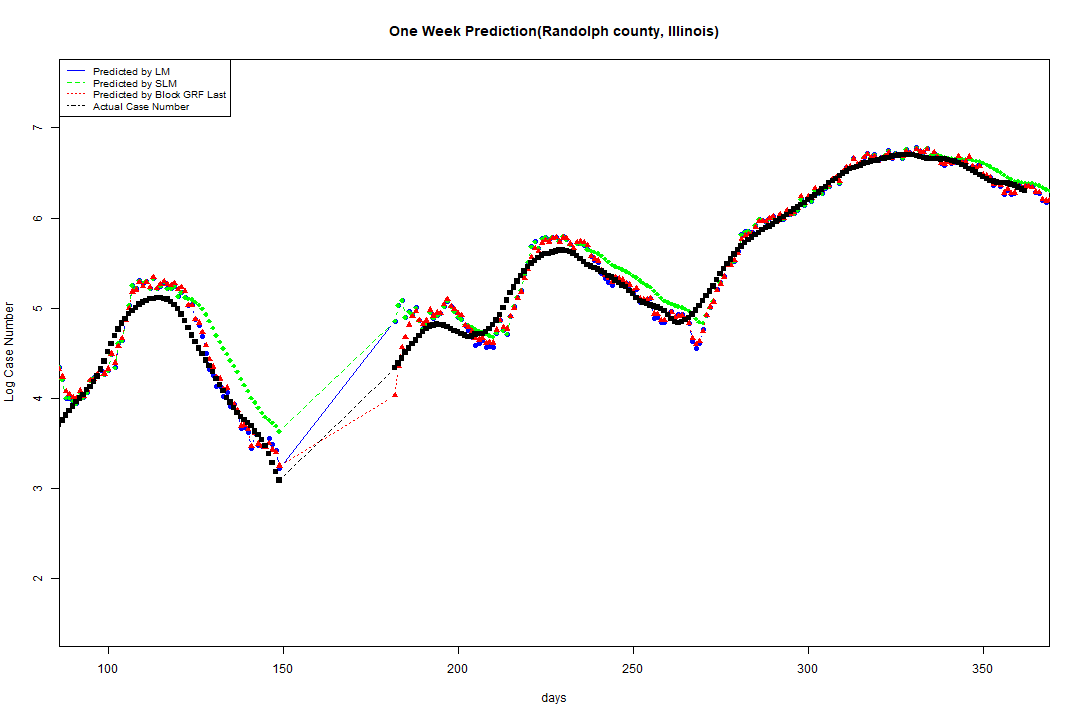 One Week Prediction(Randolph county, Illinois)
Predicted by LM
Predicted by SLM
Predicted by Block GRF Last
Actual Case Number
Log Case Number
7
6
5
4
3
2
100 150 200 250 300 350
days